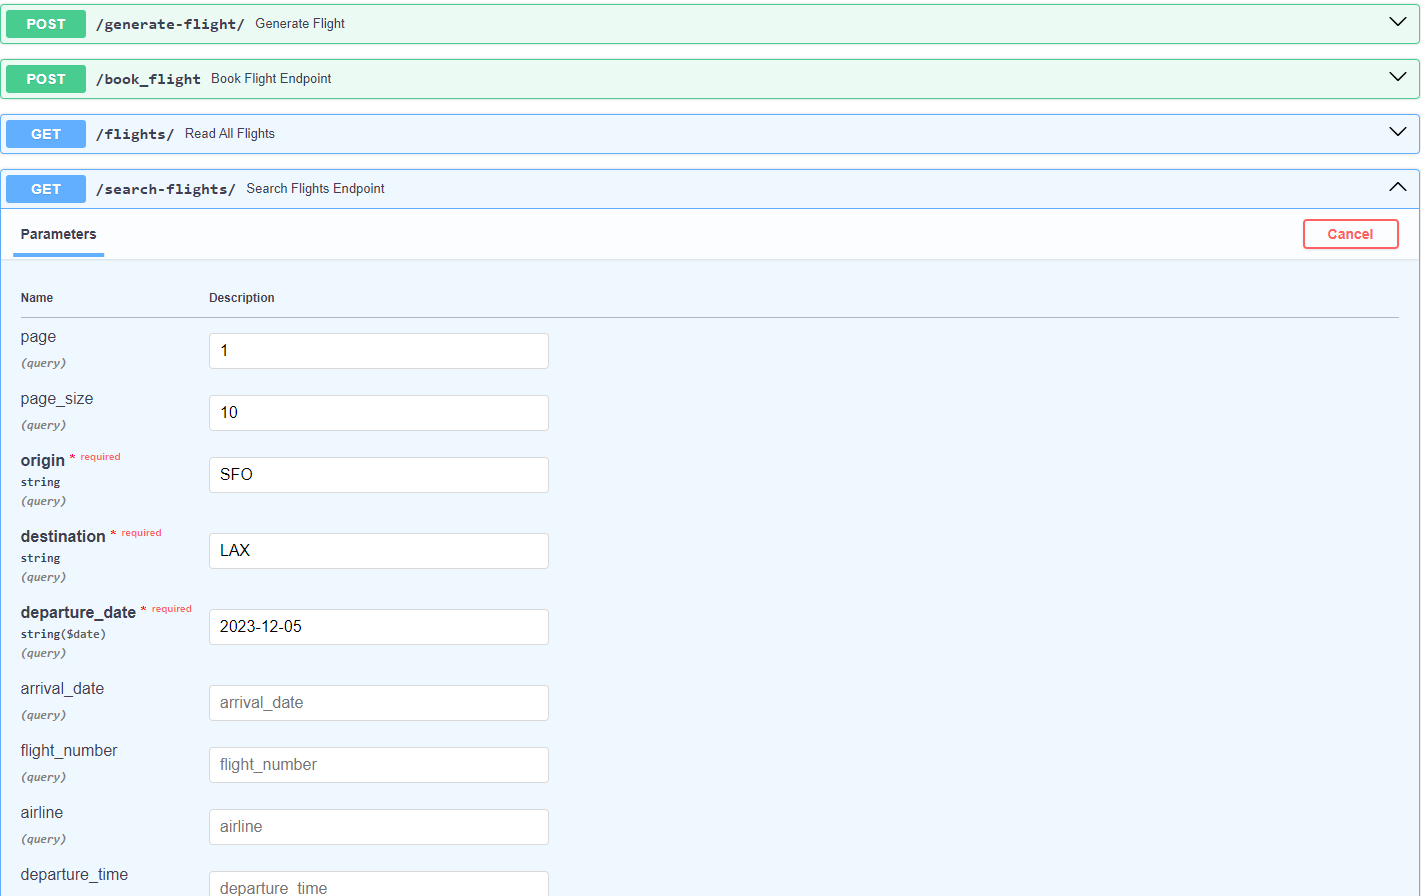 POST /generate-flight/ Generate Flight
POST /book_flight Book Flight Endpoint
GET /flights/ Read All Flights
GET /search-flights/ Search Flights Endpoint
Parameters Cancel
Name Description
page
1
(query)
page_size
10
(query)
origin * required
SFO
string
(query)
destination * required
LAX
string
(query)
departure_date * required
2023-12-05
string($date)
(query)
arrival_date
arrival_date
(query)
flight_number
flight_number
(query)
airline
airline
(query)
departure_time
departure_time